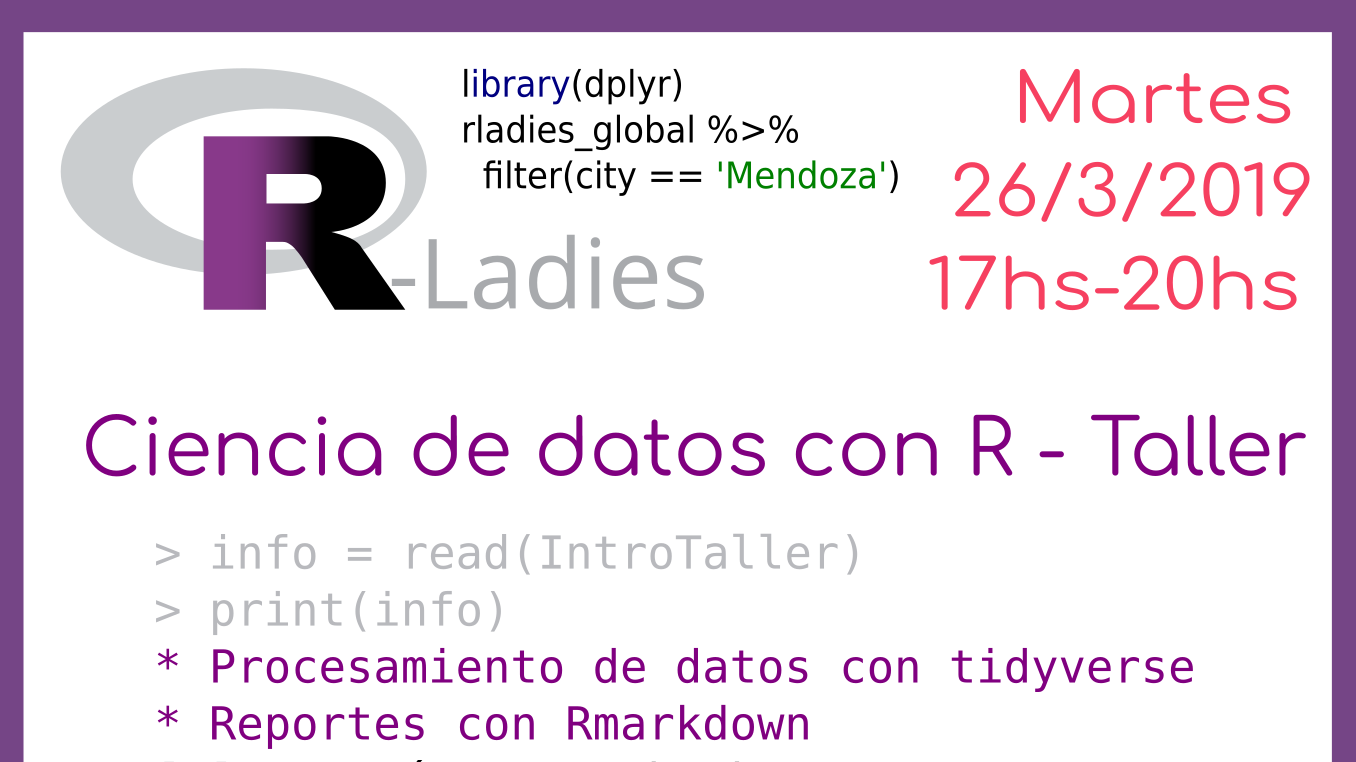 library(dplyr)
rladies_global %>%
filter(city == 'Mendoza')
R-Ladies
Martes
26/3/2019
17hs-20hs
Ciencia de datos con R - Taller
> info = read(IntroTaller)
> print(info)
* Procesamiento de datos con tidyverse
* Reportes con Rmarkdown